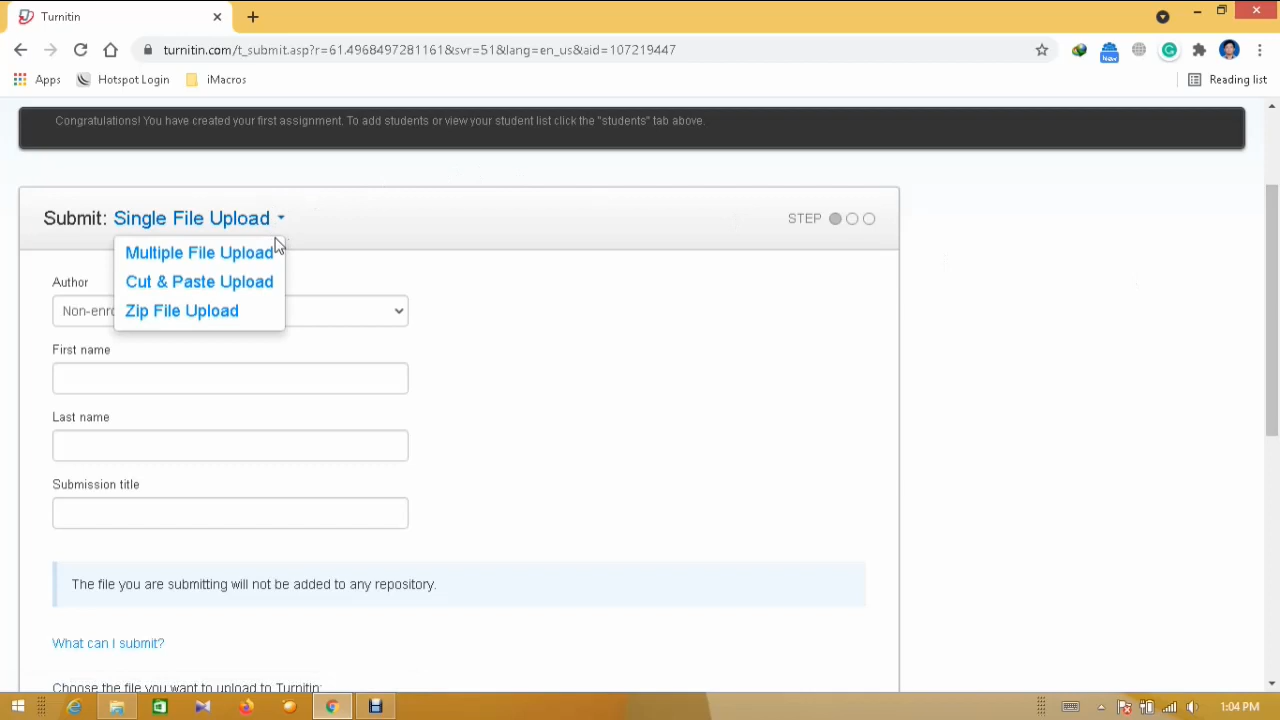 Turnitin
turnitin.com/t_submit.asp?r=61.4968497281161&svr=51&lang=en_us&aid=107219447
New
Apps Hotspot Login iMacros Reading list
Congratulations! You have created your first assignment. To add students or view your student list click the "students" tab above.
Submit: Single File Upload STEP
Multiple File Upload
Author
Cut & Paste Upload
Non-enro
Zip File Upload
First name
Last name
Submission title
The file you are submitting will not be added to any repository.
What can I submit?
Choose the file you want to upload to Turnitin:
1:04 PM